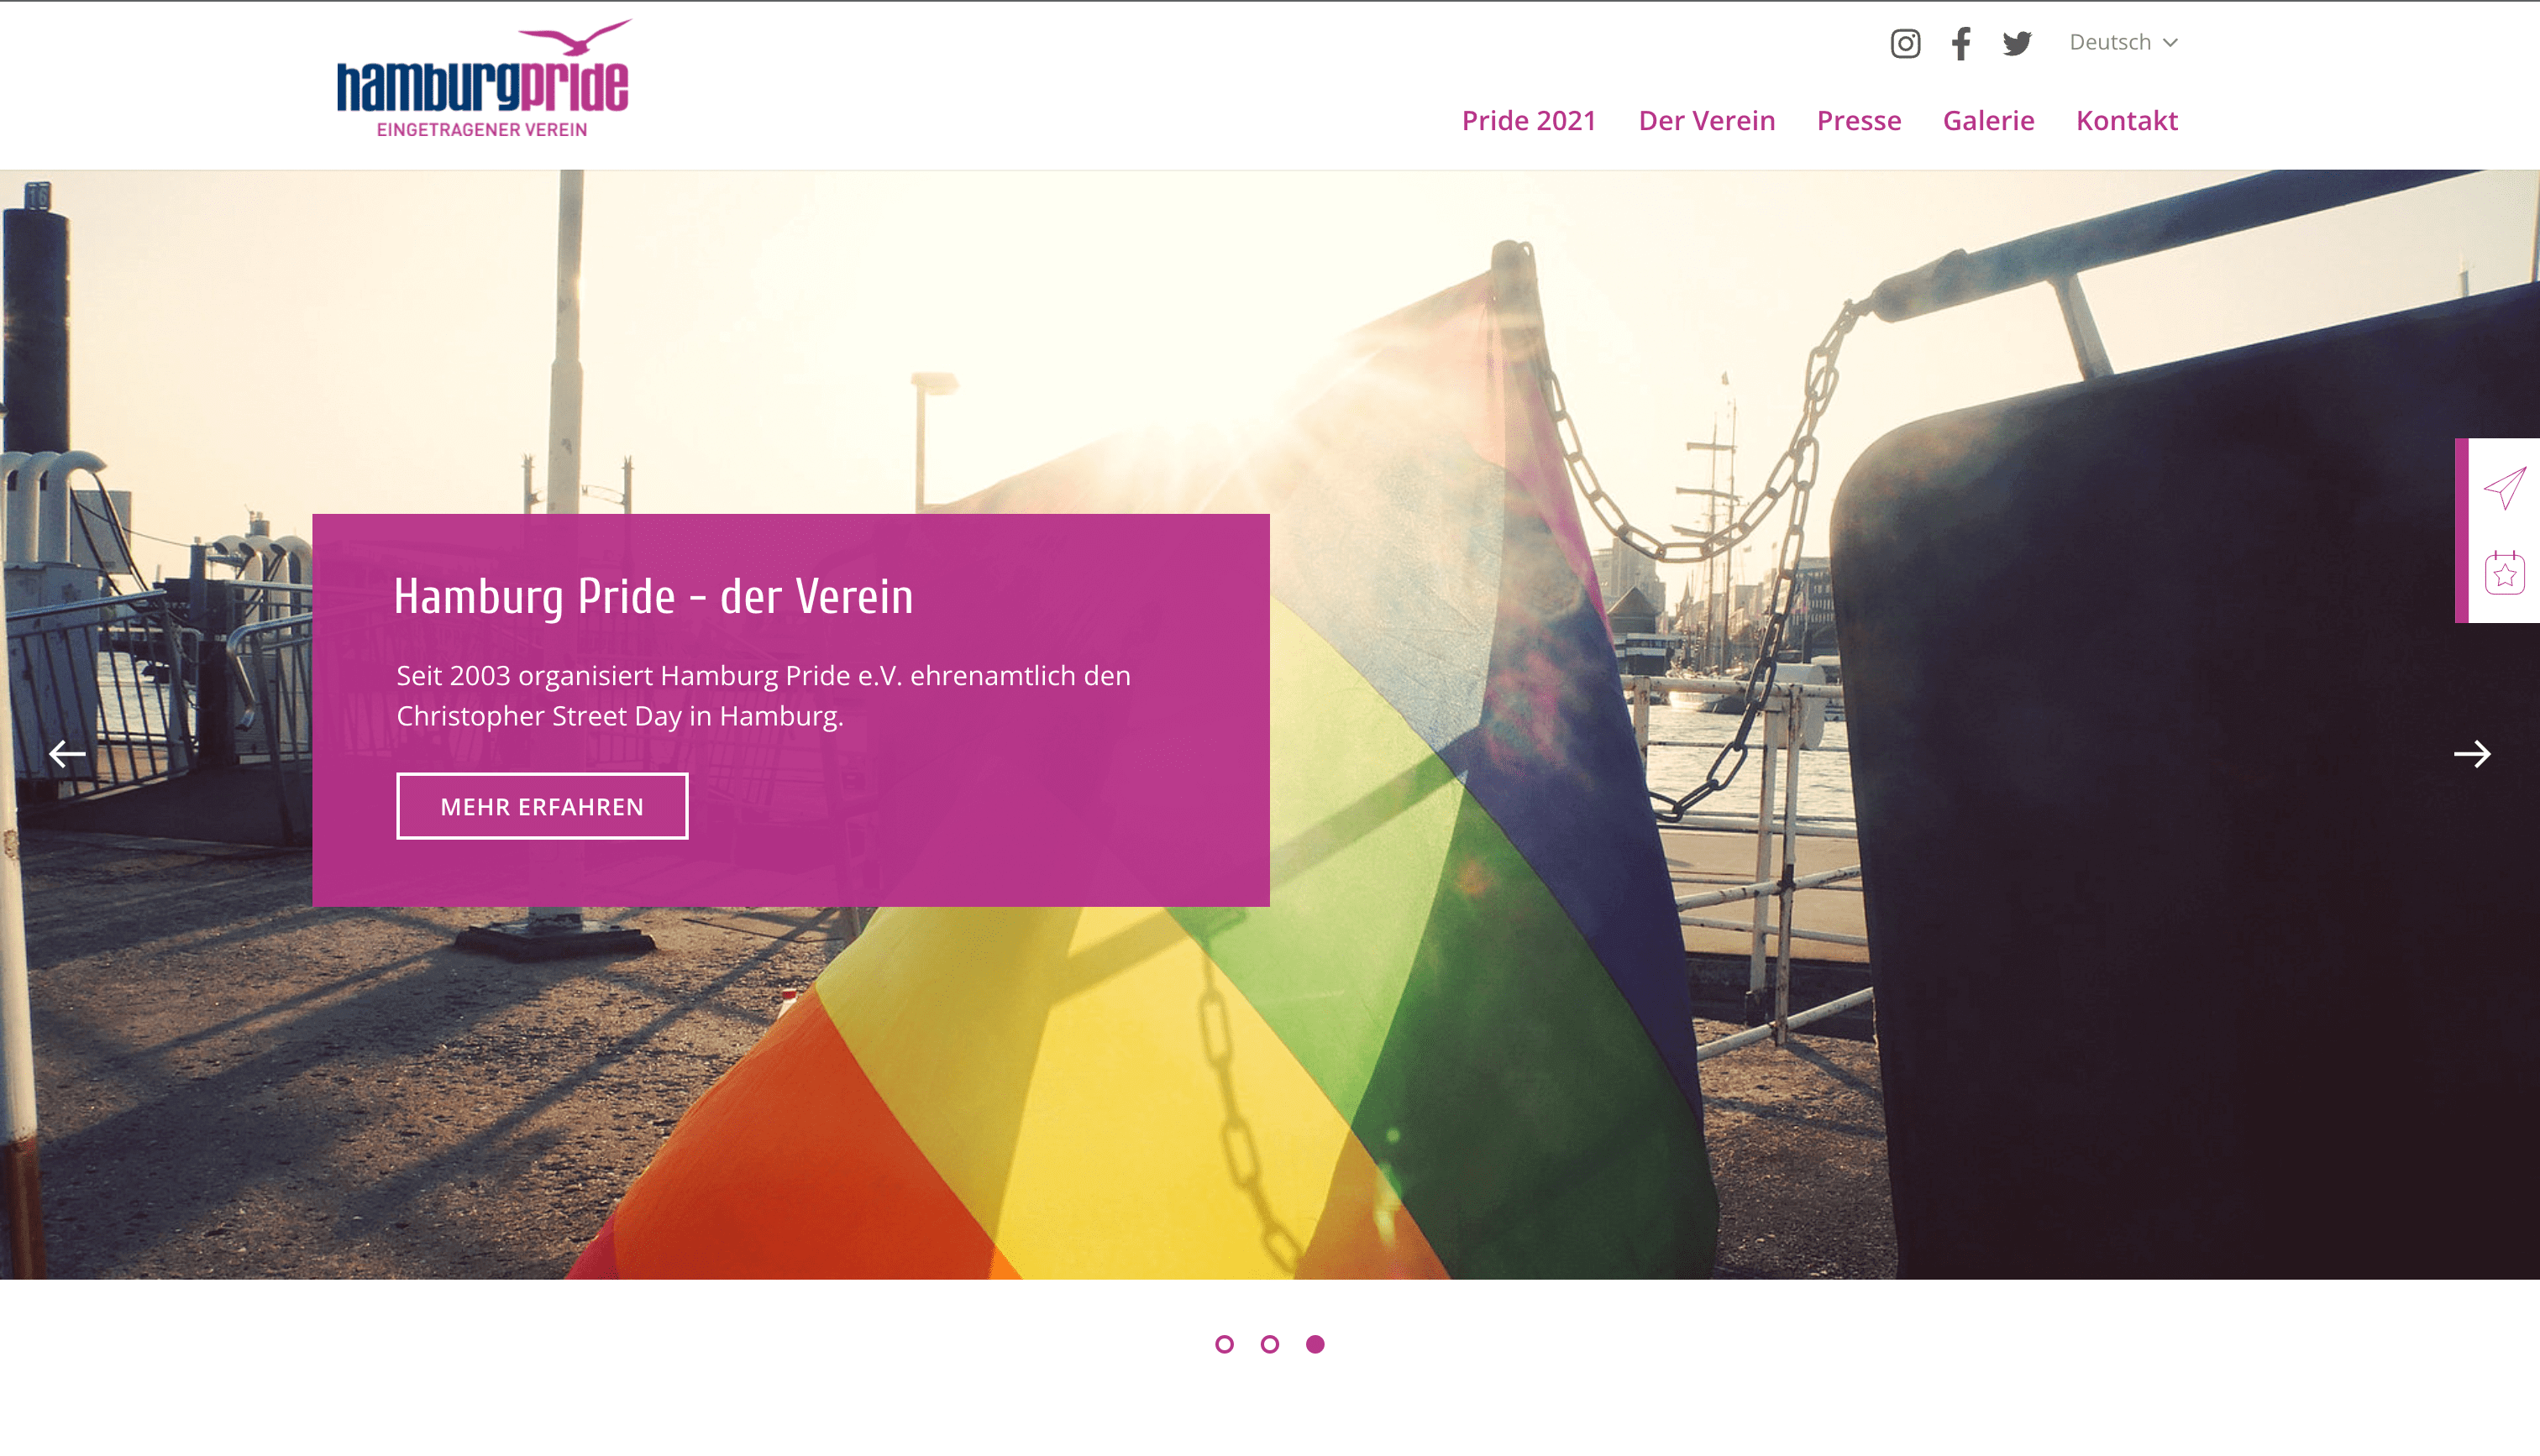 hamburgpride
EINGETRAGENER VEREIN
Deutsch
Pride 2021 Der Verein Presse Galerie Kontakt
16
Hamburg Pride – der Verein
Seit 2003 organisiert Hamburg Pride e.V. ehrenamtlich den
Christopher Street Day in Hamburg.
MEHR ERFAHREN